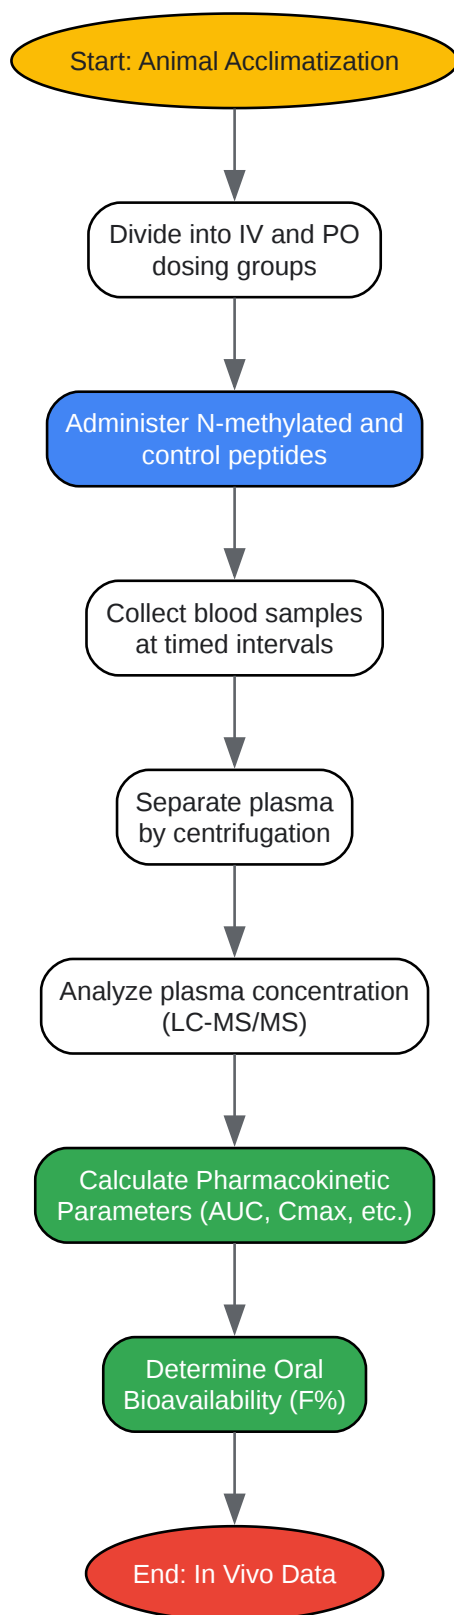 Start: Animal Acclimatization
Divide into IV and PO
dosing groups
Administer N-methylated and
control peptides
Collect blood samples
at timed intervals
Separate plasma
by centrifugation
Analyze plasma concentration
(LC-MS/MS)
Calculate Pharmacokinetic
Parameters (AUC, Cmax, etc.)
Determine Oral
Bioavailability (F%)
End: In Vivo Data